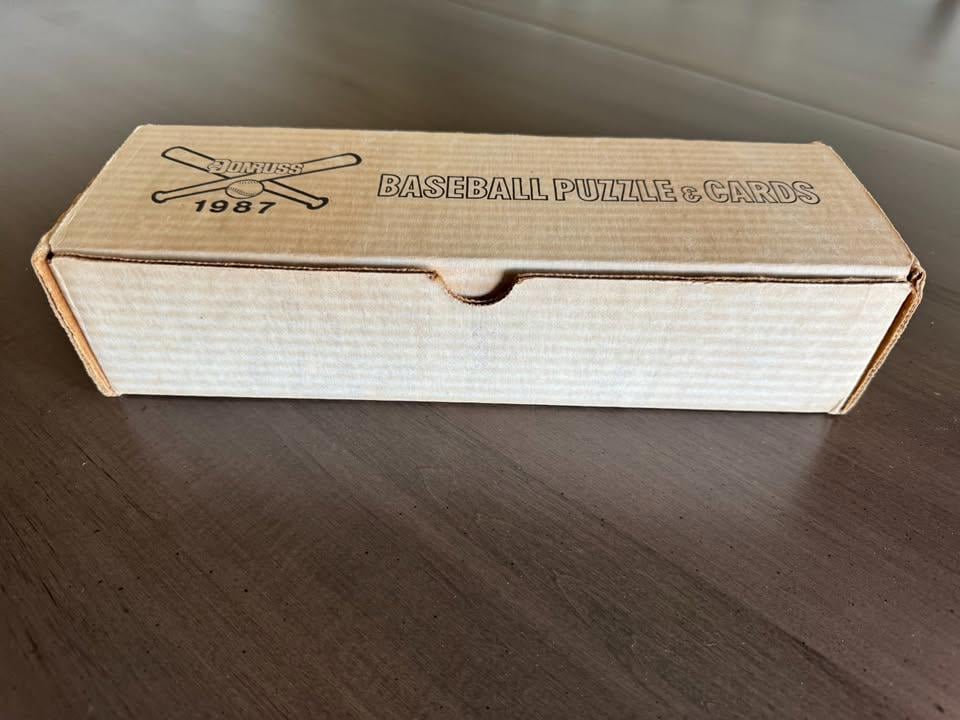 DONRUSS
1987
BASEBALL PUZZLE & CARDS